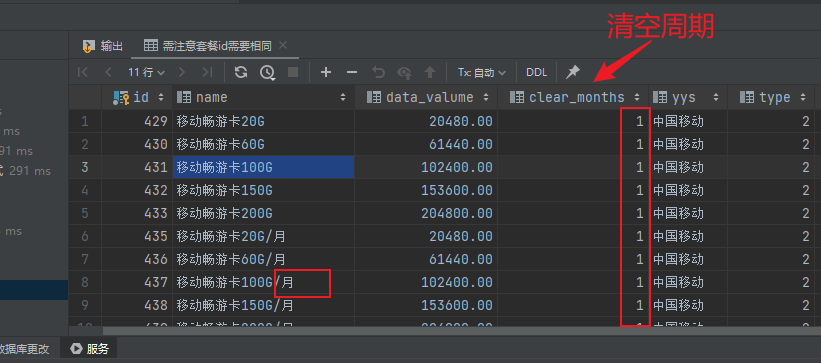 清空周期
输出
需注意套餐id需要相同
11 行
Tx: 自动
DDL
id name data_valume clear_months yys type
1 429 移动畅游卡20G 20480.00 1 中国移动 2
2 430 移动畅游卡60G 61440.00 1 中国移动 2
3 431 移动畅游卡100G 102400.00 1 中国移动 2
4 432 移动畅游卡150G 153600.00 1 中国移动 2
5 433 移动畅游卡200G 204800.00 1 中国移动 2
6 435 移动畅游卡20G/月 20480.00 1 中国移动 2
7 436 移动畅游卡60G/月 61440.00 1 中国移动 2
8 437 移动畅游卡100G/月 102400.00 1 中国移动 2
9 438 移动畅游卡150G/月 153600.00 1 中国移动 2
ms
291 ms
291 ms
ms
数据库更改
服务